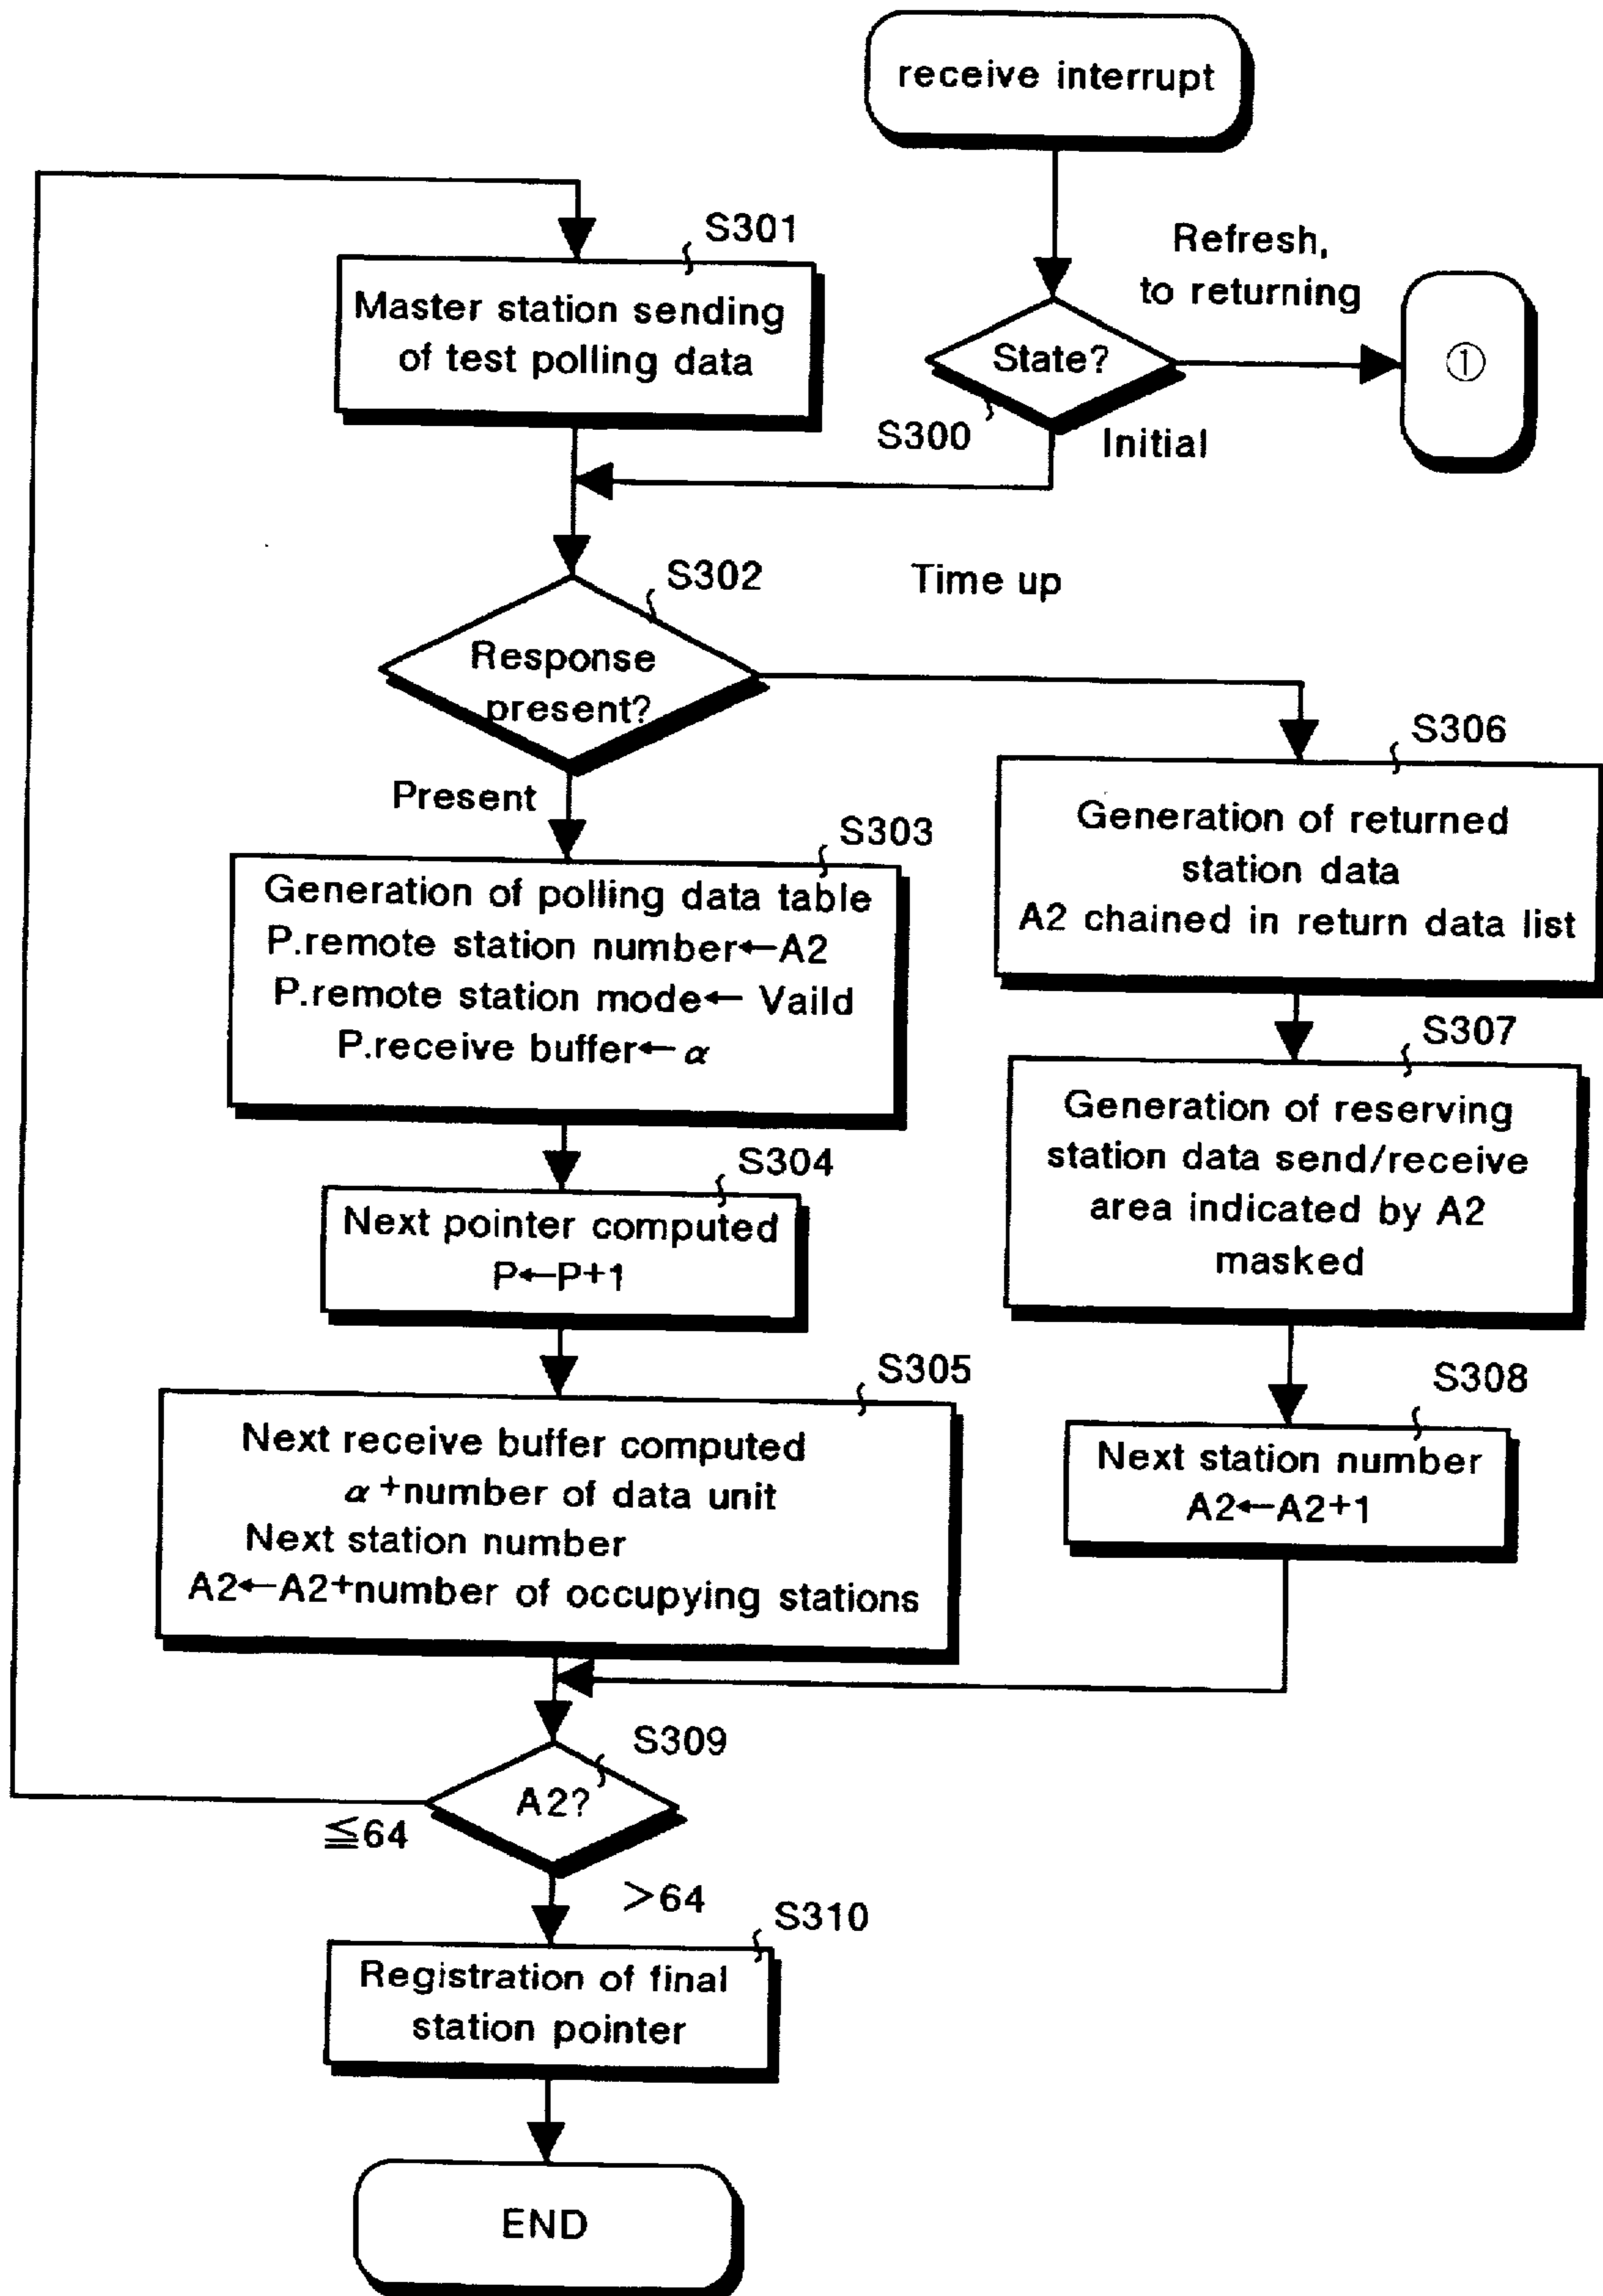 receive interrupt
S301
Master station sending
of test polling data
Refresh,
to returning
State?
①
S300
Initial
S302
Time up
Response
present?
Present
S303
Generation of polling data table
P.remote station number←A2
P.remote station mode← Vaild
P.receive buffer← α
S304
Next pointer computed
P←P+1
S305
Next receive buffer computed
α +number of data unit
Next station number
A2←A2+number of occupying stations
S306
Generation of returned
station data
A2 chained in return data list
S307
Generation of reserving
station data send/receive
area indicated by A2
masked
S308
Next station number
A2←A2+1
S309
A2?
≦64
>64
S310
Registration of final
station pointer
END